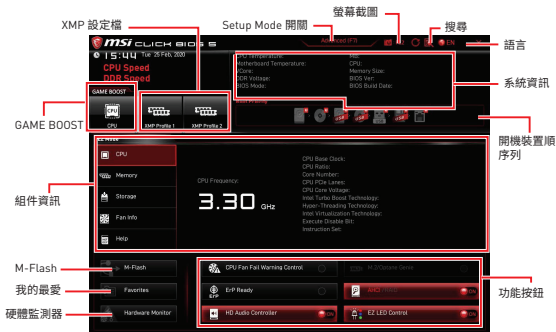 XMP 設定檔
Setup Mode 開關
螢幕截圖
搜尋
語言
系統資訊
開機裝置順序列
GAME BOOST
組件資訊
M-Flash
我的最愛
硬體監測器
功能按鈕
msi CLICK BIOS 5
Advanced (F7)
EN
15:44 Tue 25 Feb, 2020
CPU Speed
DDR Speed
CPU Temperature:
Motherboard Temperature:
VCore:
DDR Voltage:
BIOS Mode:
CPU:
Memory Size:
BIOS Ver:
BIOS Build Date:
GAME BOOST
CPU
XMP Profile 1
XMP Profile 2
CPU
Memory
Storage
Fan Info
Help
CPU Frequency:
3.30 GHz
CPU Base Clock:
CPU Ratio:
Core Number:
CPU PCIe Lanes:
CPU Core Voltage:
Intel Turbo Boost Technology:
Hyper-Threading Technology:
Intel Virtualization Technology:
Execute Disable Bit:
Instruction Set:
M-Flash
Favorites
Hardware Monitor
CPU Fan Fail Warning Control
M.2/Optane Genie
ErP Ready
HD Audio Controller
ON
EZ LED Control
ON